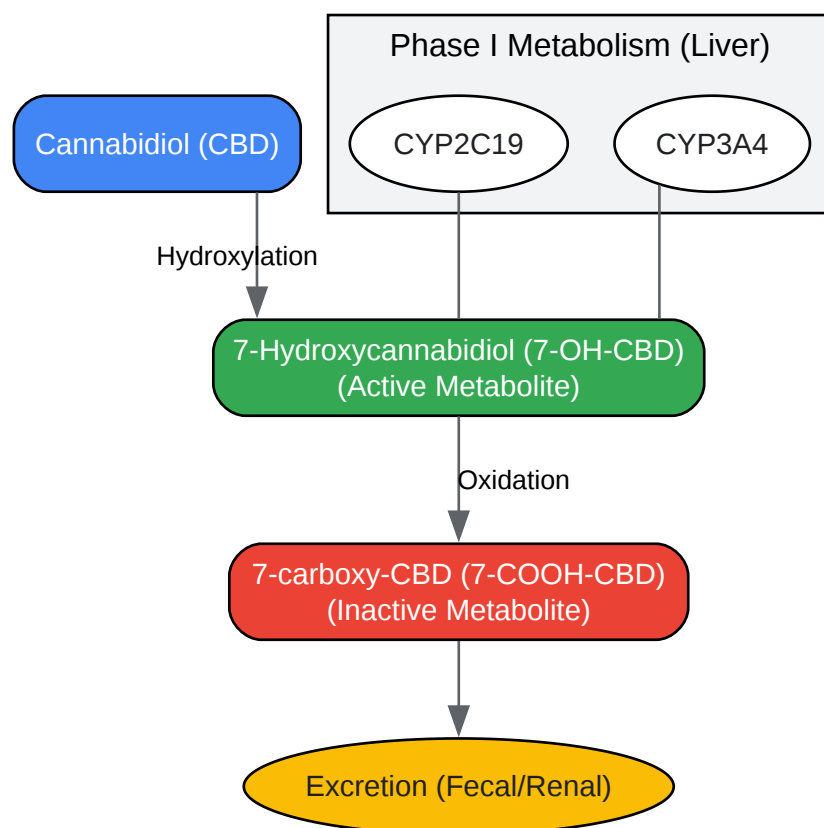 Phase I Metabolism (Liver)
Cannabidiol (CBD)
CYP2C19
CYP3A4
Hydroxylation
7-Hydroxycannabidiol (7-OH-CBD)
(Active Metabolite)
Oxidation
7-carboxy-CBD (7-COOH-CBD)
(Inactive Metabolite)
Excretion (Fecal/Renal)